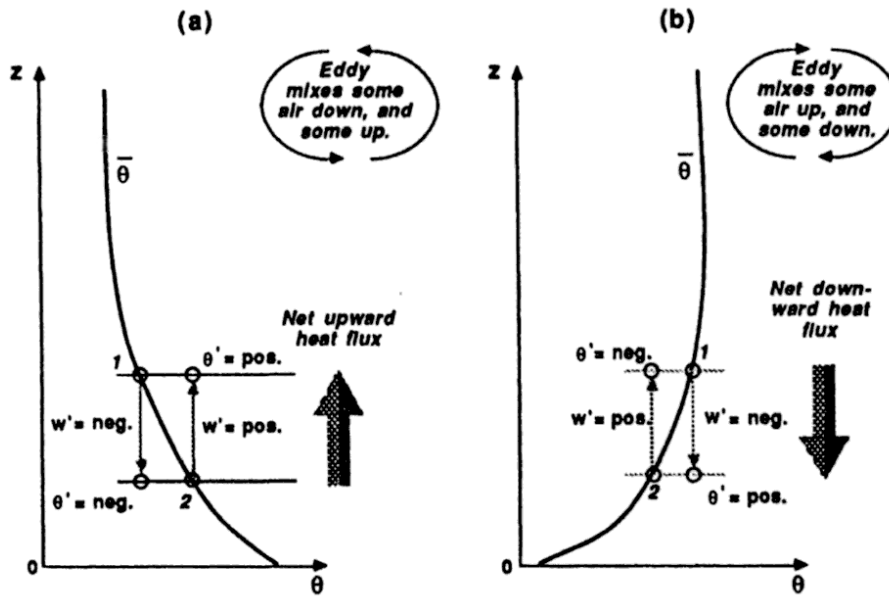 (a)
z
Eddy
mixes some
air down, and
some up.
θ̅
Net upward
heat flux
1
θ'= pos.
w'= neg.
w'= pos.
θ'= neg.
2
0
θ
(b)
z
Eddy
mixes some
air up, and
some down.
θ̅
Net down-
ward heat
flux
θ'= neg.
1
w'= pos.
w'= neg.
2
θ'= pos.
0
θ